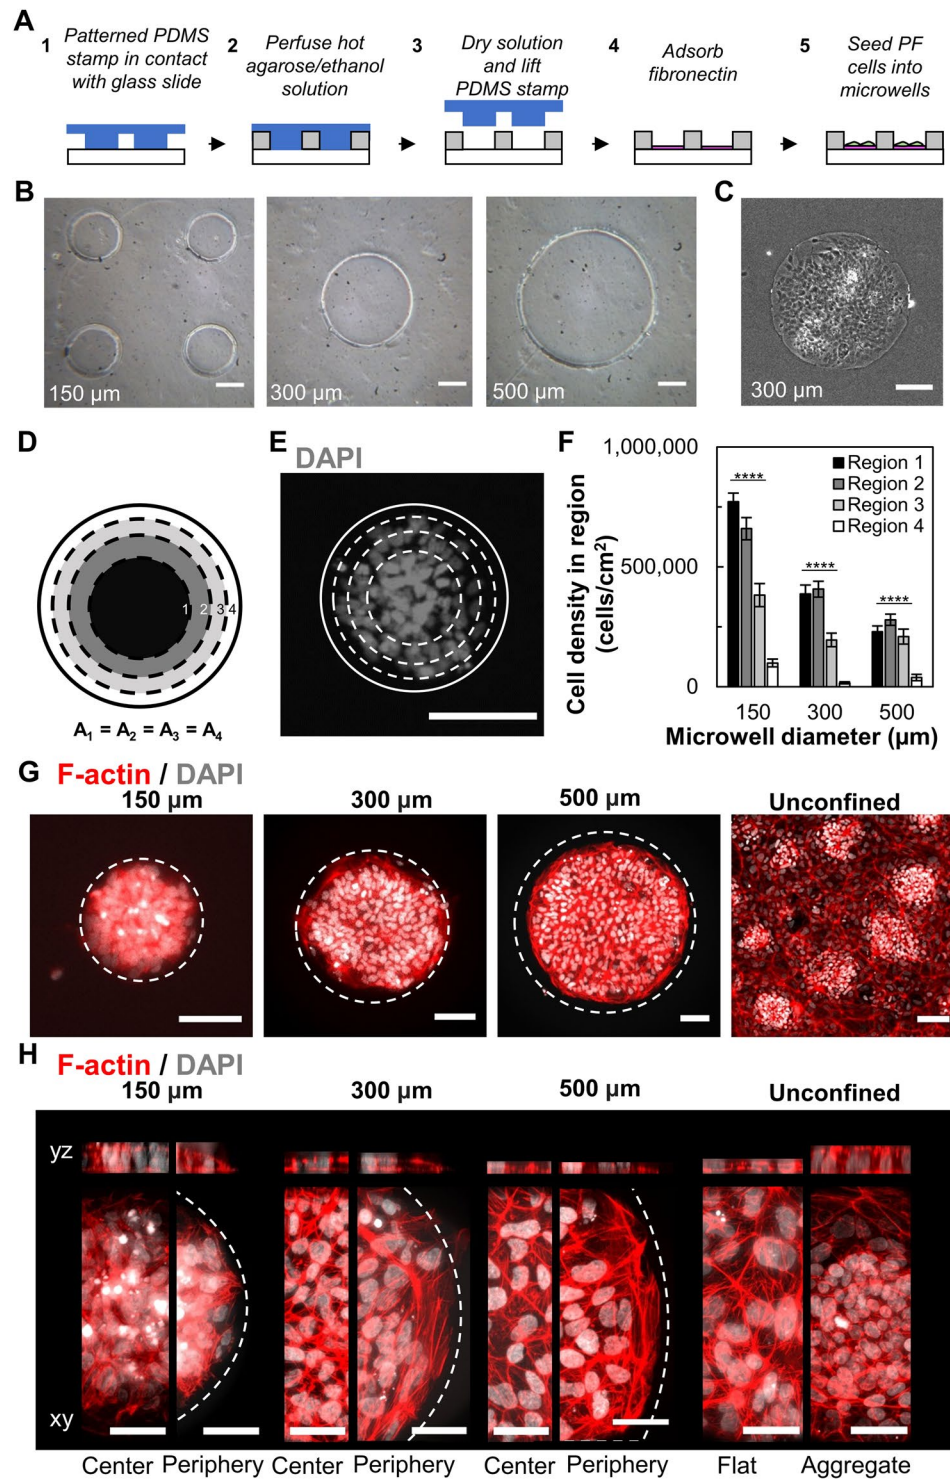 A
1 Patterned PDMS stamp in contact with glass slide
2 Perfuse hot agarose/ethanol solution
3 Dry solution and lift PDMS stamp
4 Adsorb fibronectin
5 Seed PF cells into microwells
B
150 µm
300 µm
500 µm
C
300 µm
D
1 2 3 4
A1 = A2 = A3 = A4
E
DAPI
F
Cell density in region (cells/cm²)
1,000,000
500,000
0
Region 1
Region 2
Region 3
Region 4
****
****
****
150 300 500
Microwell diameter (µm)
G
F-actin / DAPI
150 µm
300 µm
500 µm
Unconfined
H
F-actin / DAPI
150 µm
300 µm
500 µm
Unconfined
yz
xy
Center Periphery Center Periphery Center Periphery Flat Aggregate